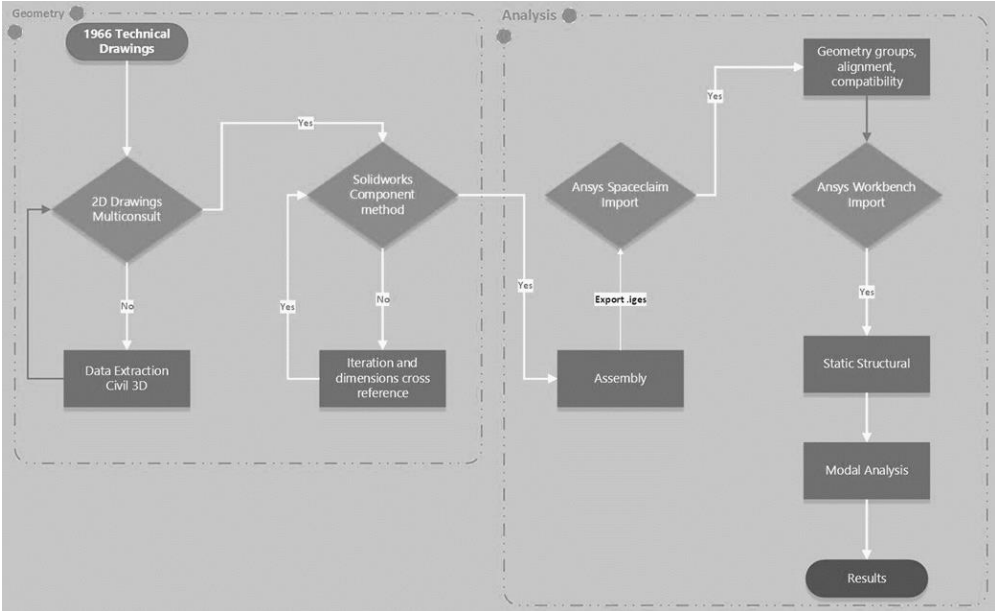 Geometry
1966 Technical
Drawings
Yes
2D Drawings
Multiconsult
No
Data Extraction
Civil 3D
Solidworks
Component
method
Yes
No
Iteration and
dimensions cross
reference
Analysis
Yes
Assembly
Export .iges
Ansys Spaceclaim
Import
Yes
Geometry groups,
alignment,
compatibility
Ansys Workbench
Import
Yes
Static Structural
Modal Analysis
Results